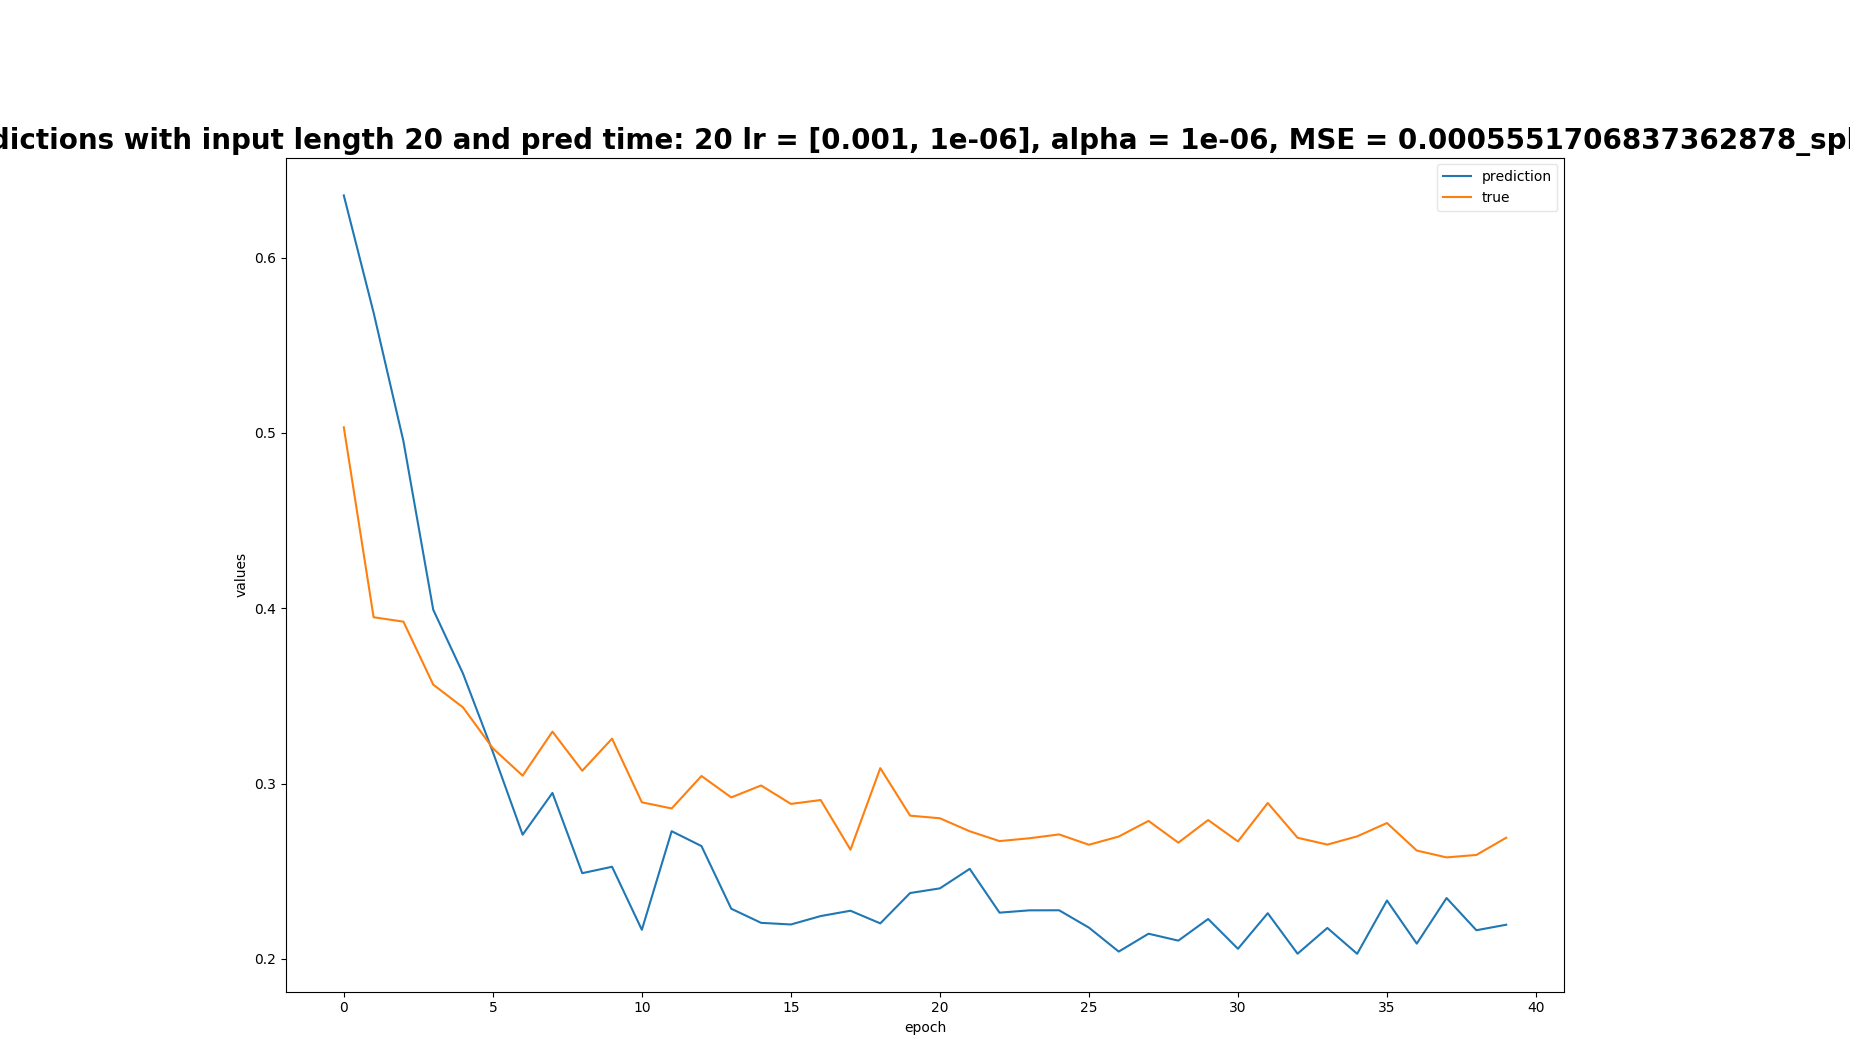 dictions with input length 20 and pred time: 20 lr = [0.001, 1e-06], alpha = 1e-06, MSE = 0.0005551706837362878_spl
prediction
true
0.6
0.5
0.4
0.3
0.2
values
0 5 10 15 20 25 30 35 40
epoch